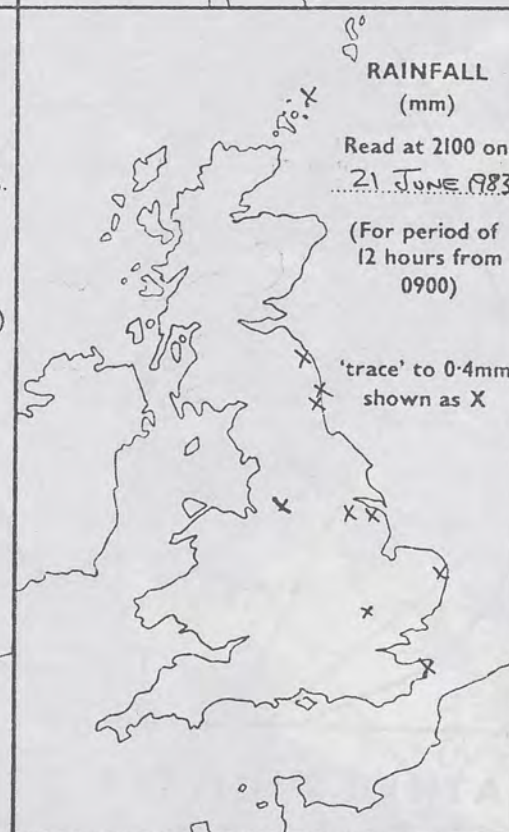 RAINFALL
(mm)
Read at 2100 on
21 JUNE 1983
(For period of
12 hours from
0900)
'trace' to 0·4mm
shown as X
X
X
X
X
X
X
X
X
X
X